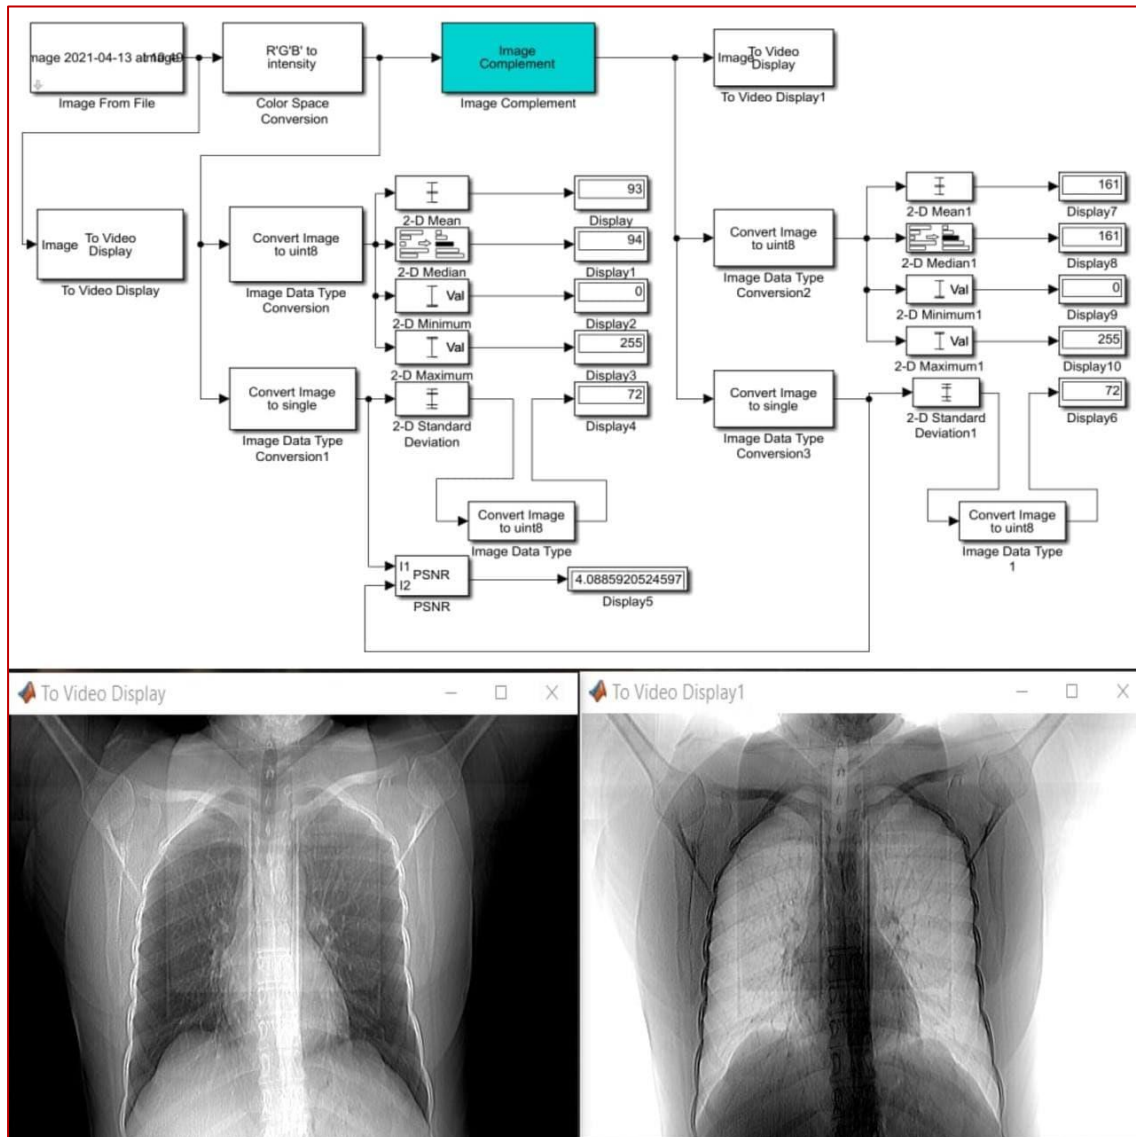 R'G'B' to
intensity
Image
Complement
Image
To Video
Display
Image From File
Color Space
Conversion
Image Complement
To Video Display1
Image
To Video
Display
To Video Display
Convert Image
to uint8
Image Data Type
Conversion
2-D Mean
93
Display
2-D Median
94
Display1
Val
2-D Minimum
0
Display2
Val
2-D Maximum
255
Display3
Convert Image
to single
Image Data Type
Conversion1
2-D Standard
Deviation
72
Display4
Convert Image
to uint8
Image Data Type
I1
I2
PSNR
PSNR
4.0885920524597
Display5
Convert Image
to uint8
Image Data Type
Conversion2
2-D Mean1
161
Display7
2-D Median1
161
Display8
Val
2-D Minimum1
0
Display9
Val
2-D Maximum1
255
Display10
Convert Image
to single
Image Data Type
Conversion3
2-D Standard
Deviation1
72
Display6
Convert Image
to uint8
Image Data Type
1
To Video Display
To Video Display1